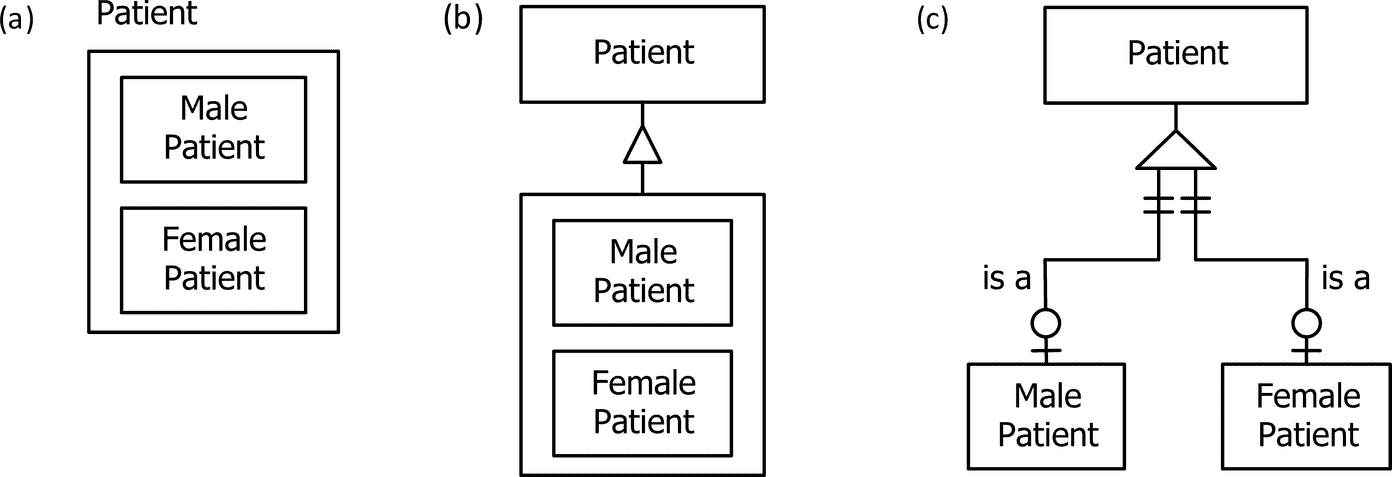 (a)
Patient
Male
Patient
Female
Patient
(b)
Patient
Male
Patient
Female
Patient
(c)
Patient
is a
is a
Male
Patient
Female
Patient